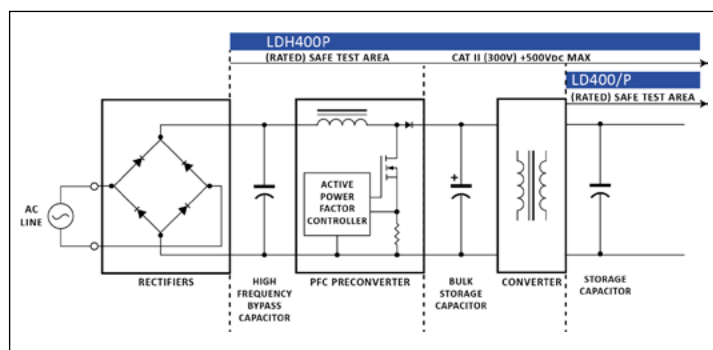 LDH400P
(RATED) SAFE TEST AREA
CAT II (300V) +500VDC MAX
LD400/P
(RATED) SAFE TEST AREA
AC
LINE
ACTIVE
POWER
FACTOR
CONTROLLER
+
RECTIFIERS
HIGH
FREQUENCY
BYPASS
CAPACITOR
PFC PRECONVERTER
BULK
STORAGE
CAPACITOR
CONVERTER
STORAGE
CAPACITOR